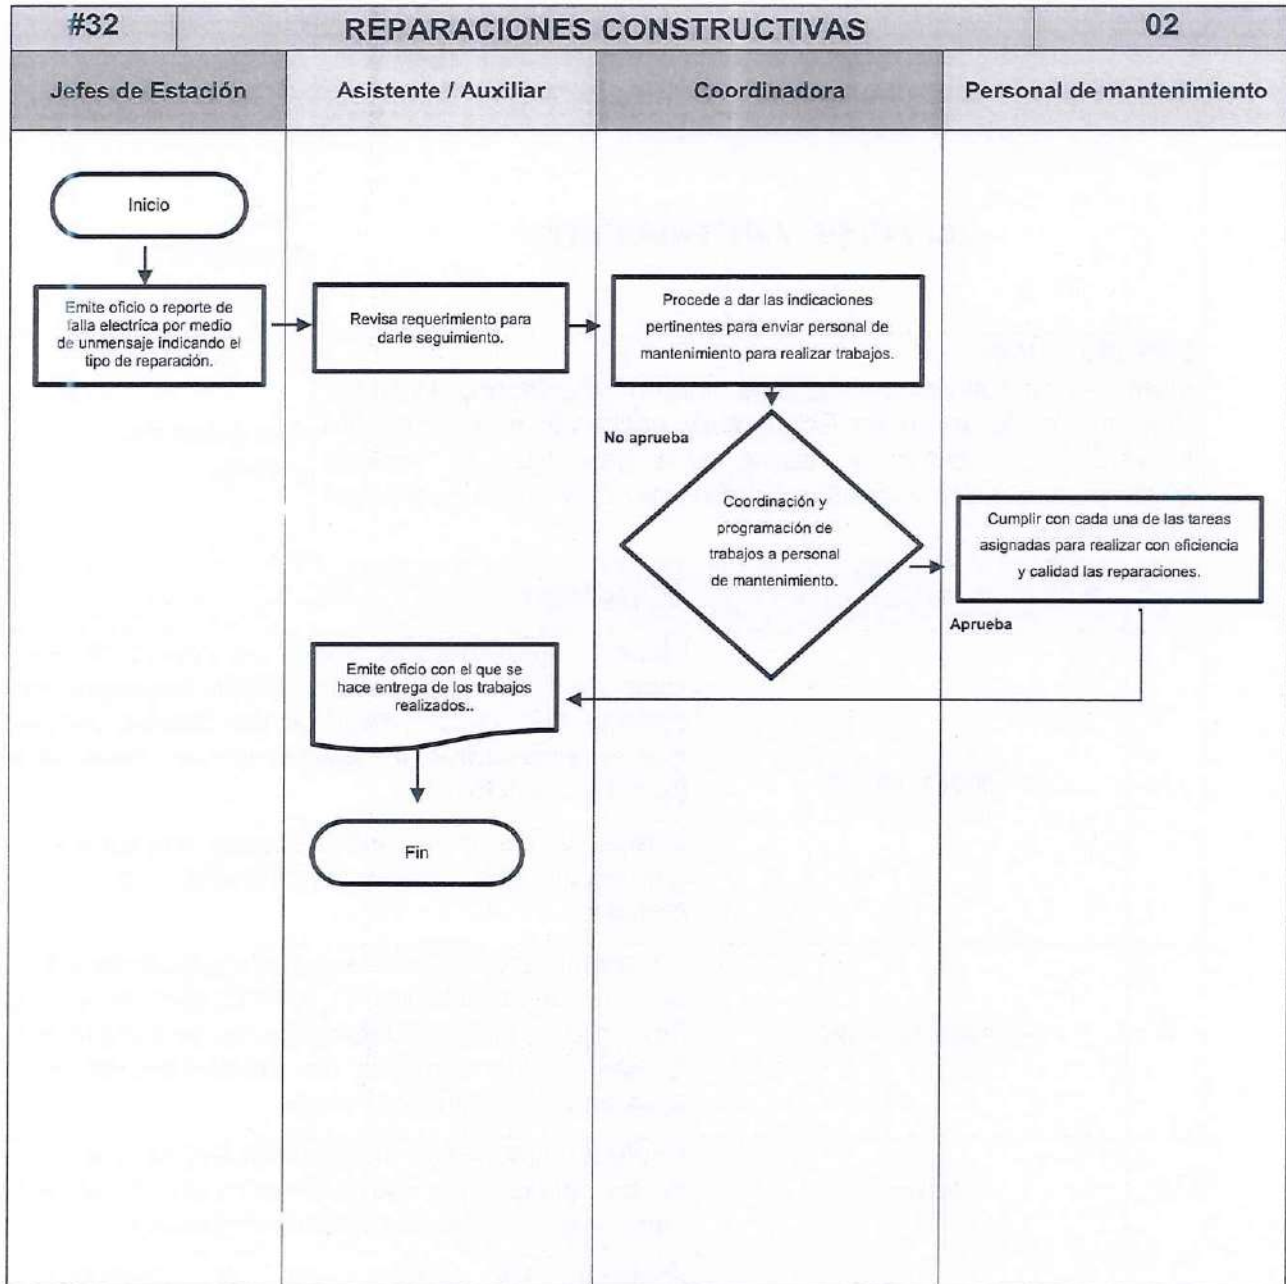 #32
REPARACIONES CONSTRUCTIVAS
02
Jefes de Estación
Asistente / Auxiliar
Coordinadora
Personal de mantenimiento
Inicio
Emite oficio o reporte de
falla electrica por medio
de unmensaje indicando el
tipo de reparación.
Revisa requerimiento para
darle seguimiento.
Procede a dar las indicaciones
pertinentes para enviar personal de
mantenimiento para realizar trabajos.
No aprueba
Coordinación y
programación de
trabajos a personal
de mantenimiento.
Cumplir con cada una de las tareas
asignadas para realizar con eficiencia
y calidad las reparaciones.
Aprueba
Emite oficio con el que se
hace entrega de los trabajos
realizados..
Fin